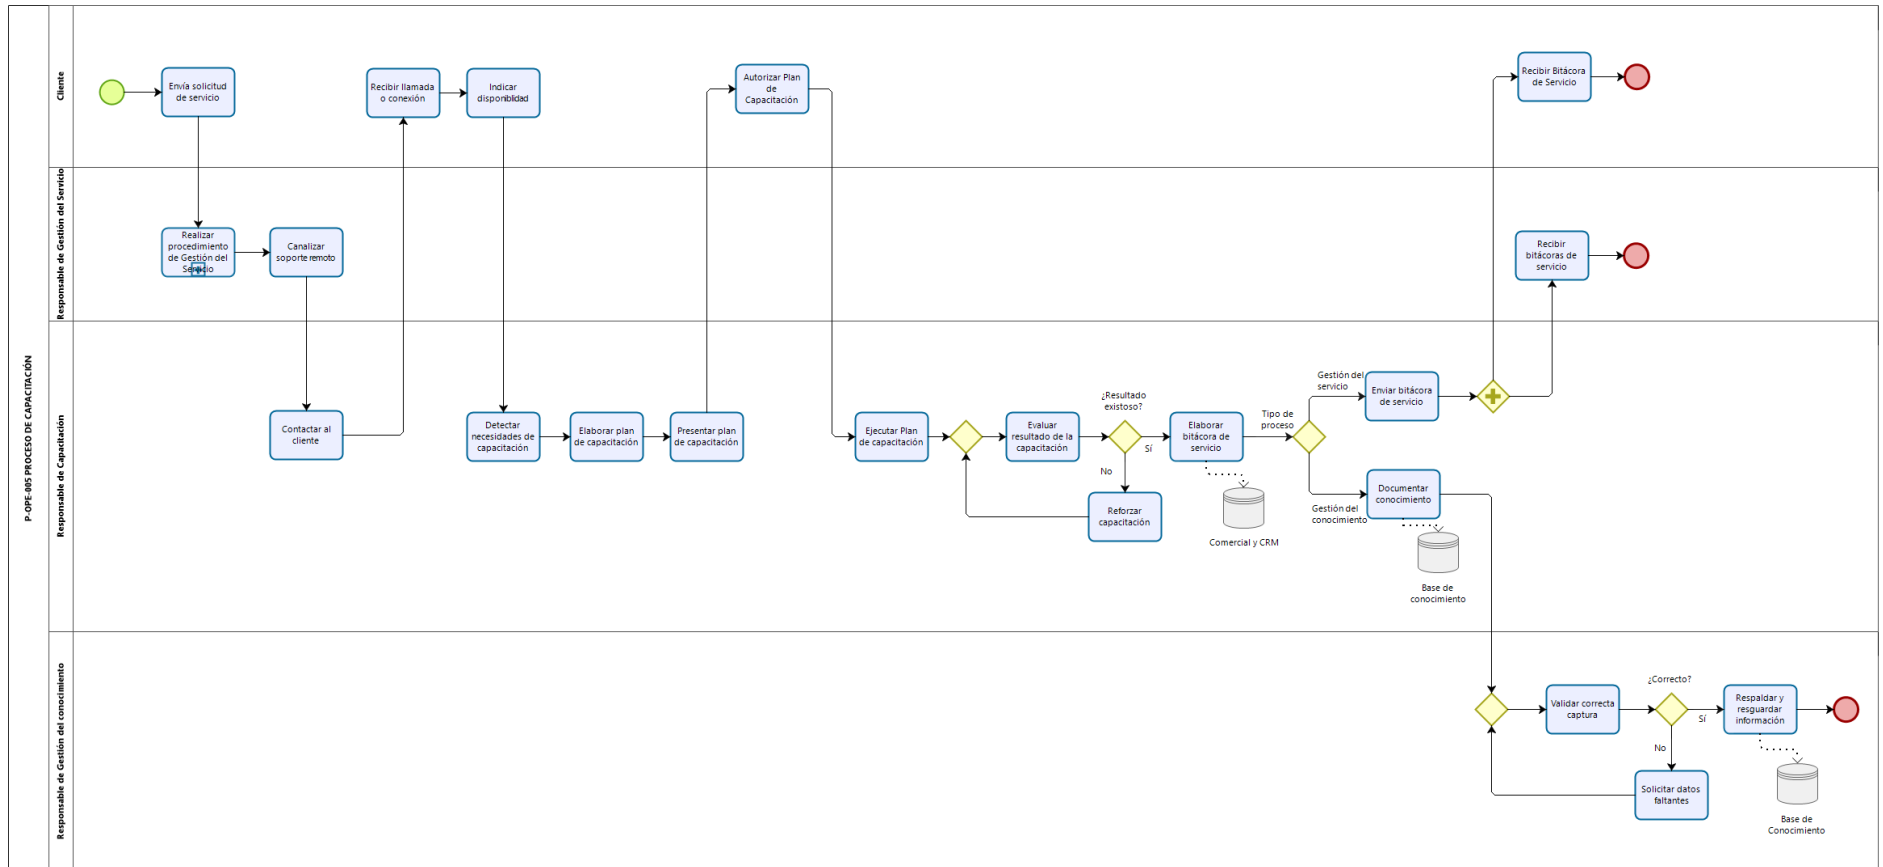 P-OPE-005 PROCESO DE CAPACITACIÓN
Cliente
Envía solicitud
de servicio
Recibir llamada
o conexión
Indicar
disponiblidad
Autorizar Plan
de
Capacitación
Recibir Bitácora
de Servicio
Responsable de Gestión del Servicio
Realizar
procedimiento
de Gestión del
Servicio
Canalizar
soporte remoto
Recibir
bitácoras de
servicio
Responsable de Capacitación
Contactar al
cliente
Detectar
necesidades de
capacitación
Elaborar plan
de capacitación
Presentar plan
de capacitación
Ejecutar Plan
de capacitación
Evaluar
resultado de la
capacitación
¿Resultado
existoso?
Sí
No
Reforzar
capacitación
Elaborar
bitácora de
servicio
Comercial y CRM
Tipo de
proceso
Gestión del
servicio
Enviar bitácora
de servicio
Gestión del
conocimiento
Documentar
conocimiento
Base de
conocimiento
Responsable de Gestión del conocimiento
Validar correcta
captura
¿Correcto?
Sí
No
Solicitar datos
faltantes
Respaldar y
resguardar
información
Base de
Conocimiento